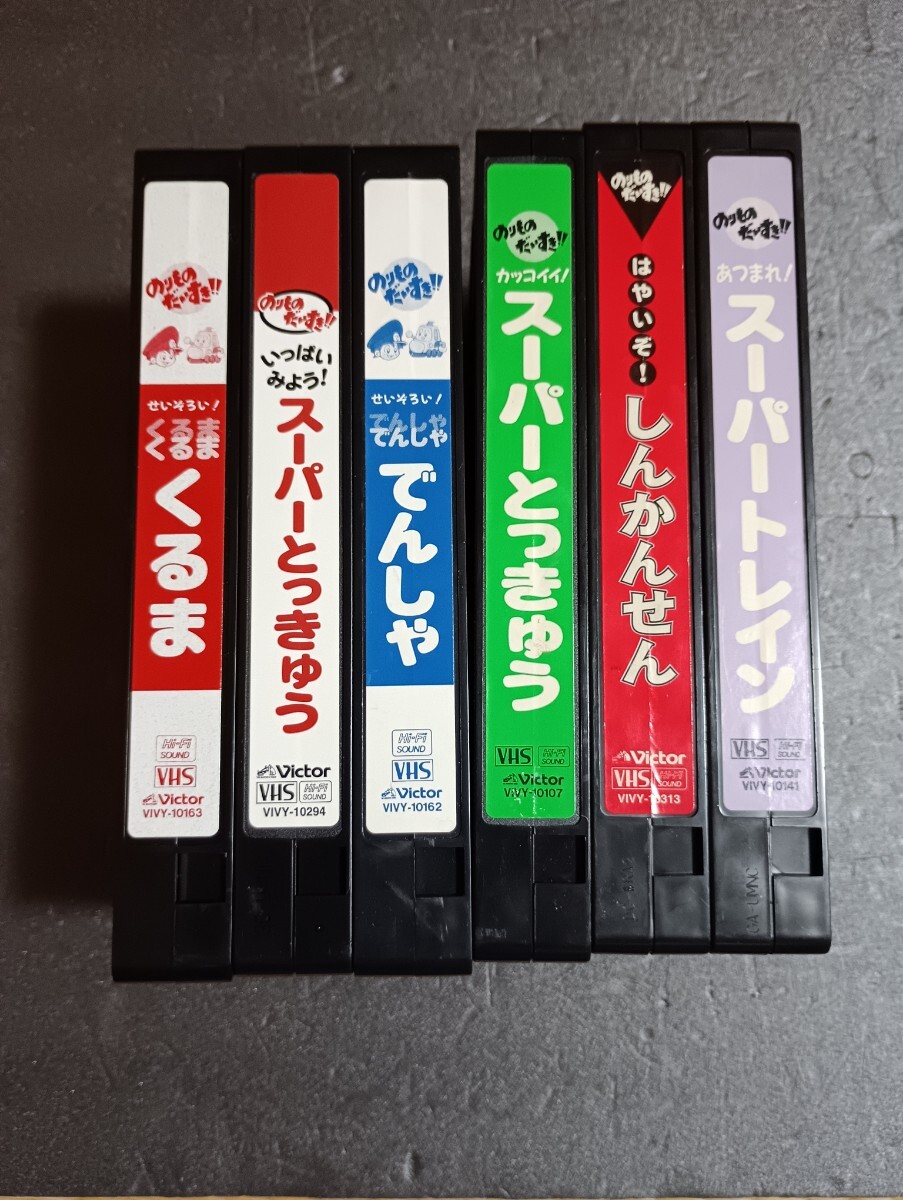 のりもの
だいすき!!
せいぞろい!
くるま
くるま
くるま
Hi-Fi
SOUND
VHS
Victor
VIVY-10163
のりもの
だいすき!!
いっぱい
みよう!
スーパーとっきゅう
Victor
VHS
Hi-Fi
SOUND
VIVY-10294
のりもの
だいすき!!
せいぞろい!
でんしゃ
でんしゃ
でんしゃ
Hi-Fi
SOUND
VHS
Victor
VIVY-10162
のりもの
だいすき!!
カッコイイ!
スーパーとっきゅう
VHS
Hi-Fi
SOUND
Victor
VIVY-10107
のりもの
だいすき!!
はやいぞ!
しんかんせん
Victor
VHS
Hi-Fi
SOUND
VIVY-10313
のりもの
だいすき!!
あつまれ!
スーパートレイン
VHS
Hi-Fi
SOUND
Victor
VIVY-10141